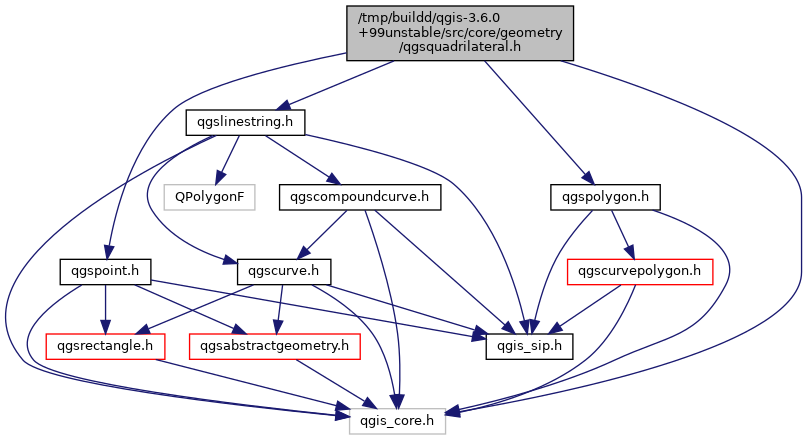 /tmp/buildd/qgis-3.6.0
+99unstable/src/core/geometry
/qgsquadrilateral.h
qgslinestring.h
QPolygonF
qgscompoundcurve.h
qgspolygon.h
qgspoint.h
qgscurve.h
qgscurvepolygon.h
qgsrectangle.h
qgsabstractgeometry.h
qgis_sip.h
qgis_core.h